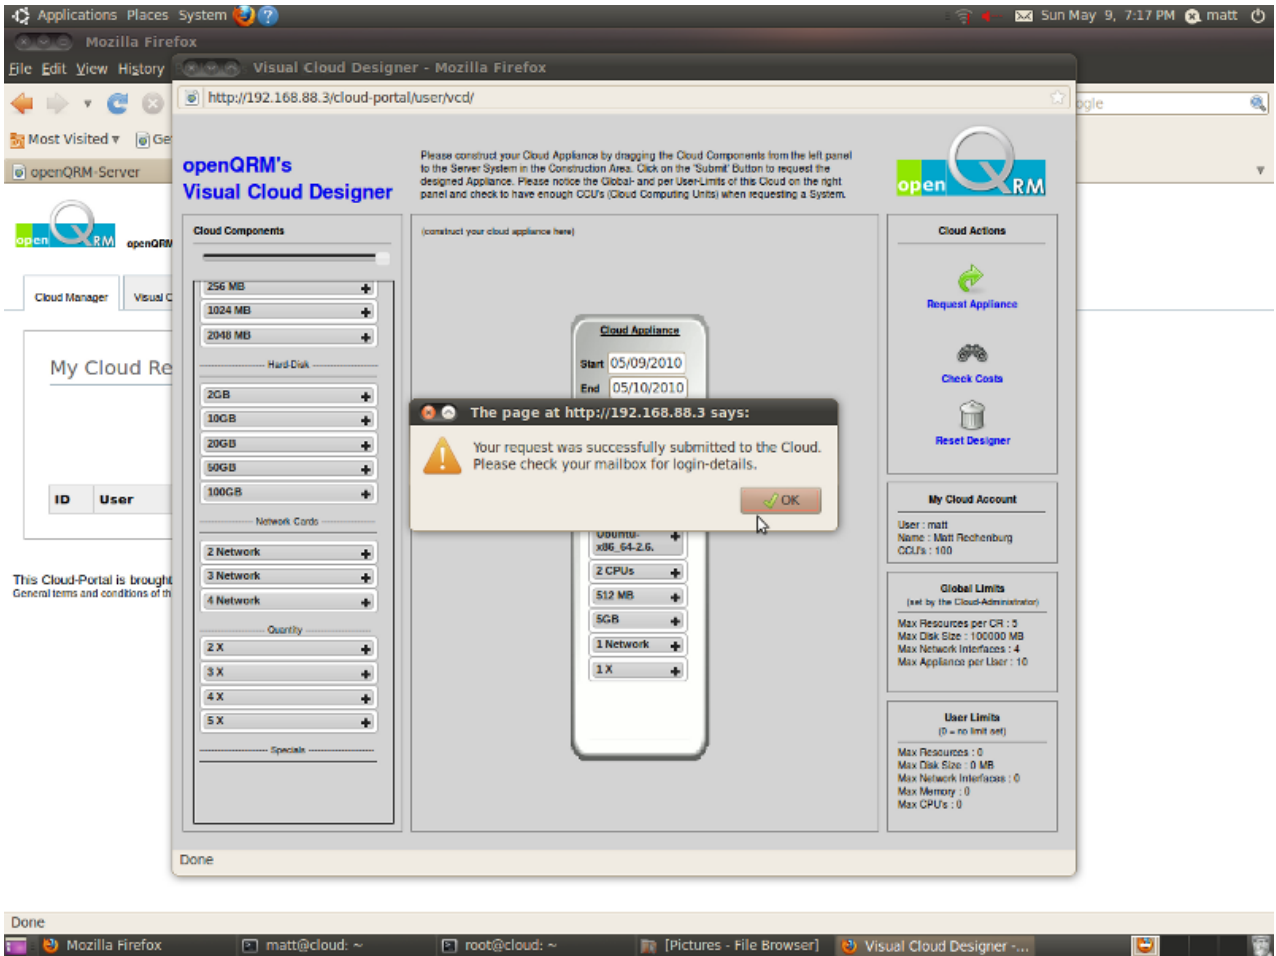 Applications Places System
Sun May 9, 7:17 PM matt
Mozilla Firefox
File Edit View History
Visual Cloud Designer - Mozilla Firefox
http://192.168.88.3/cloud-portal/user/vcd/
ogle
Most Visited Ge
openQRM-Server
open QRM openQRM
Cloud Manager Visual C
My Cloud Re
ID User
This Cloud-Portal is brought
General terms and conditions of th
openQRM's
Visual Cloud Designer
Please construct your Cloud Appliance by dragging the Cloud Components from the left panel
to the Server System in the Construction Area. Click on the 'Submit' Button to request the
designed Appliance. Please notice the Global- and per User-Limits of this Cloud on the right
panel and check to have enough CCU's (Cloud Computing Units) when requesting a System.
open QRM
Cloud Components
256 MB
1024 MB
2048 MB
Hard-Disk
2GB
10GB
20GB
50GB
100GB
Network Cards
2 Network
3 Network
4 Network
Quantity
2 X
3 X
4 X
5 X
Specials
(construct your cloud appliance here)
Cloud Appliance
Start 05/09/2010
End 05/10/2010
The page at http://192.168.88.3 says:
Your request was successfully submitted to the Cloud.
Please check your mailbox for login-details.
OK
Ubuntu-
x86_64-2.6.
2 CPUs
512 MB
5GB
1 Network
1 X
Cloud Actions
Request Appliance
Check Costs
Reset Designer
My Cloud Account
User : matt
Name : Matt Rechenburg
CCU's : 100
Global Limits
(set by the Cloud-Administrator)
Max Resources per CR : 5
Max Disk Size : 100000 MB
Max Network Interfaces : 4
Max Appliance per User : 10
User Limits
(0 = no limit set)
Max Resources : 0
Max Disk Size : 0 MB
Max Network Interfaces : 0
Max Memory : 0
Max CPU's : 0
Done
Done
Mozilla Firefox matt@cloud: ~ root@cloud: ~ [Pictures - File Browser] Visual Cloud Designer -...